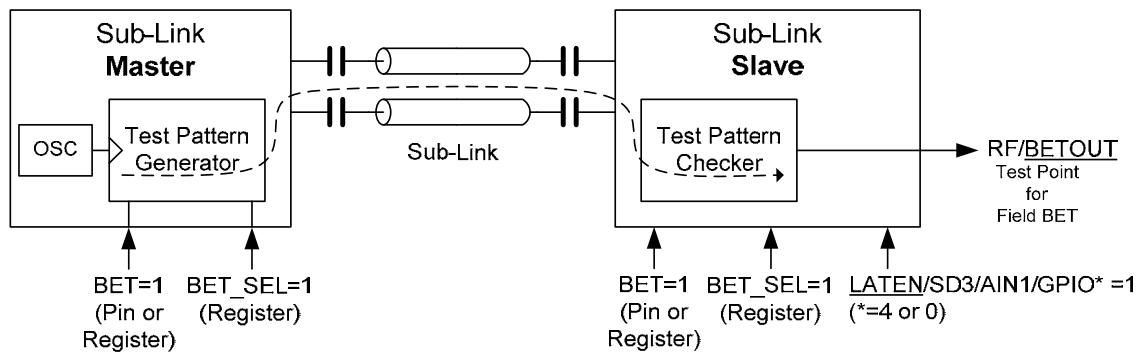 Sub-Link
Master
OSC
Test Pattern
Generator
BET=1
(Pin or
Register)
BET_SEL=1
(Register)
Sub-Link
Sub-Link
Slave
Test Pattern
Checker
BET=1
(Pin or
Register)
BET_SEL=1
(Register)
LATEN/SD3/AIN1/GPIO* =1
(*=4 or 0)
RF/BETOUT
Test Point
for
Field BET